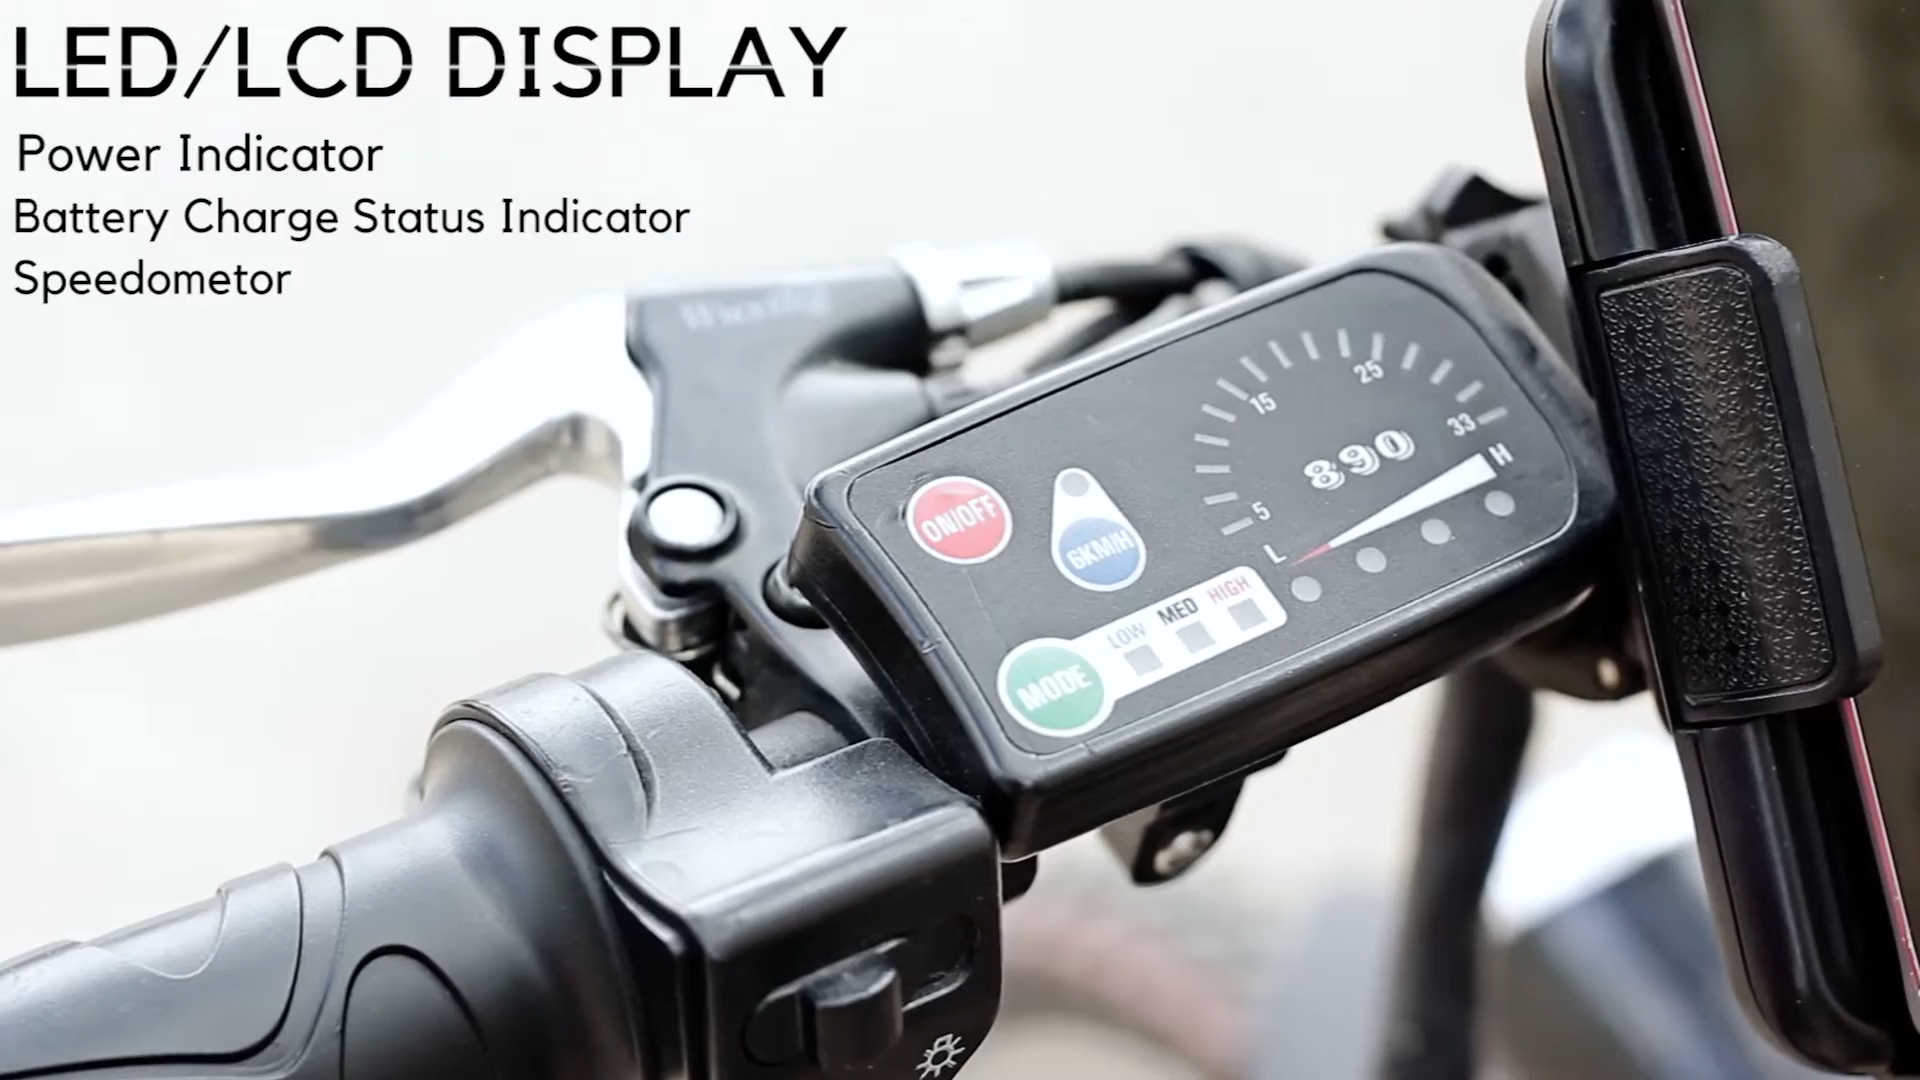 LED/LCD DISPLAY
Power Indicator
Battery Charge Status Indicator
Speedometor
ON/OFF
6KM/H
5
15
25
33
890
L
H
LOW MED HIGH
MODE